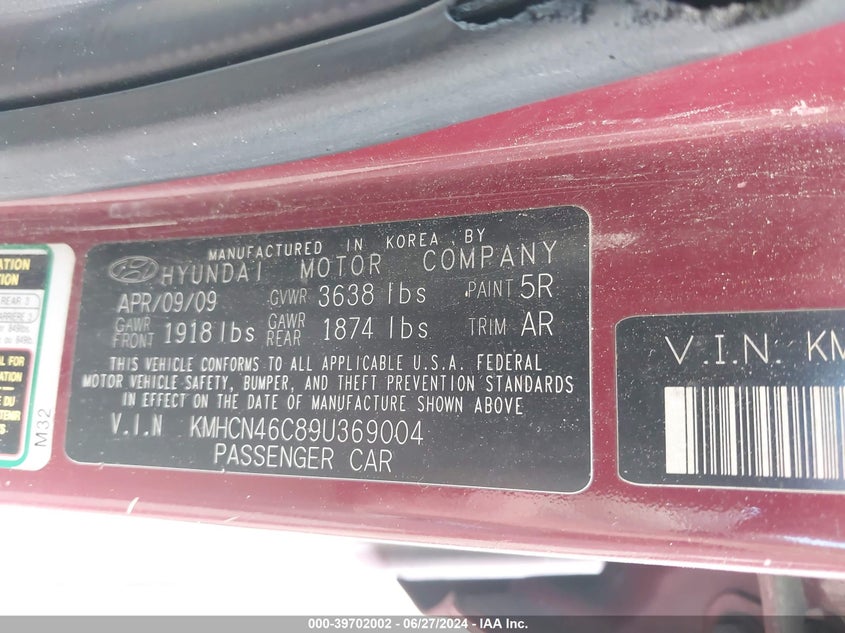 MANUFACTURED IN KOREA BY
HYUNDAI MOTOR COMPANY
APR/09/09 GVWR 3638 lbs PAINT 5R
GAWR FRONT 1918 lbs GAWR REAR 1874 lbs TRIM AR
THIS VEHICLE CONFORMS TO ALL APPLICABLE U.S.A. FEDERAL
MOTOR VEHICLE SAFETY, BUMPER, AND THEFT PREVENTION STANDARDS
IN EFFECT ON THE DATE OF MANUFACTURE SHOWN ABOVE
V.I.N KMHCN46C89U369004
PASSENGER CAR
V.I.N. KM
REAR 3
M32
000-39702002 - 06/27/2024 - IAA Inc.